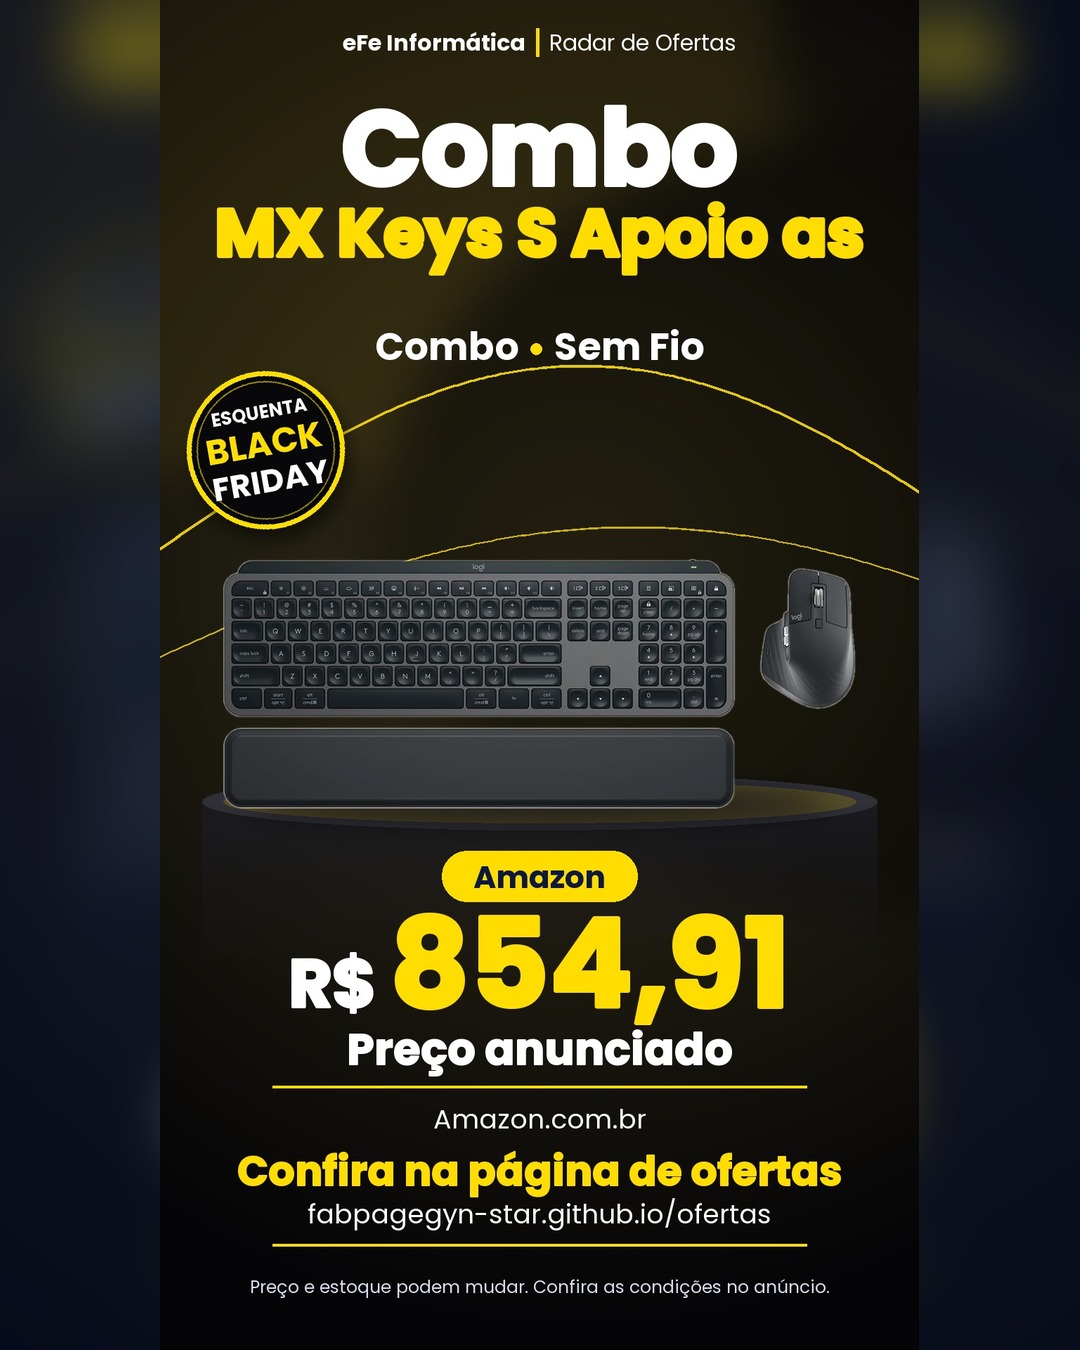 eFe Informática | Radar de Ofertas
Combo
MX Keys S Apoio as
Combo • Sem Fio
ESQUENTA
BLACK
FRIDAY
logi
logi
Amazon
R$ 854,91
Preço anunciado
Amazon.com.br
Confira na página de ofertas
fabpagegyn-star.github.io/ofertas
Preço e estoque podem mudar. Confira as condições no anúncio.